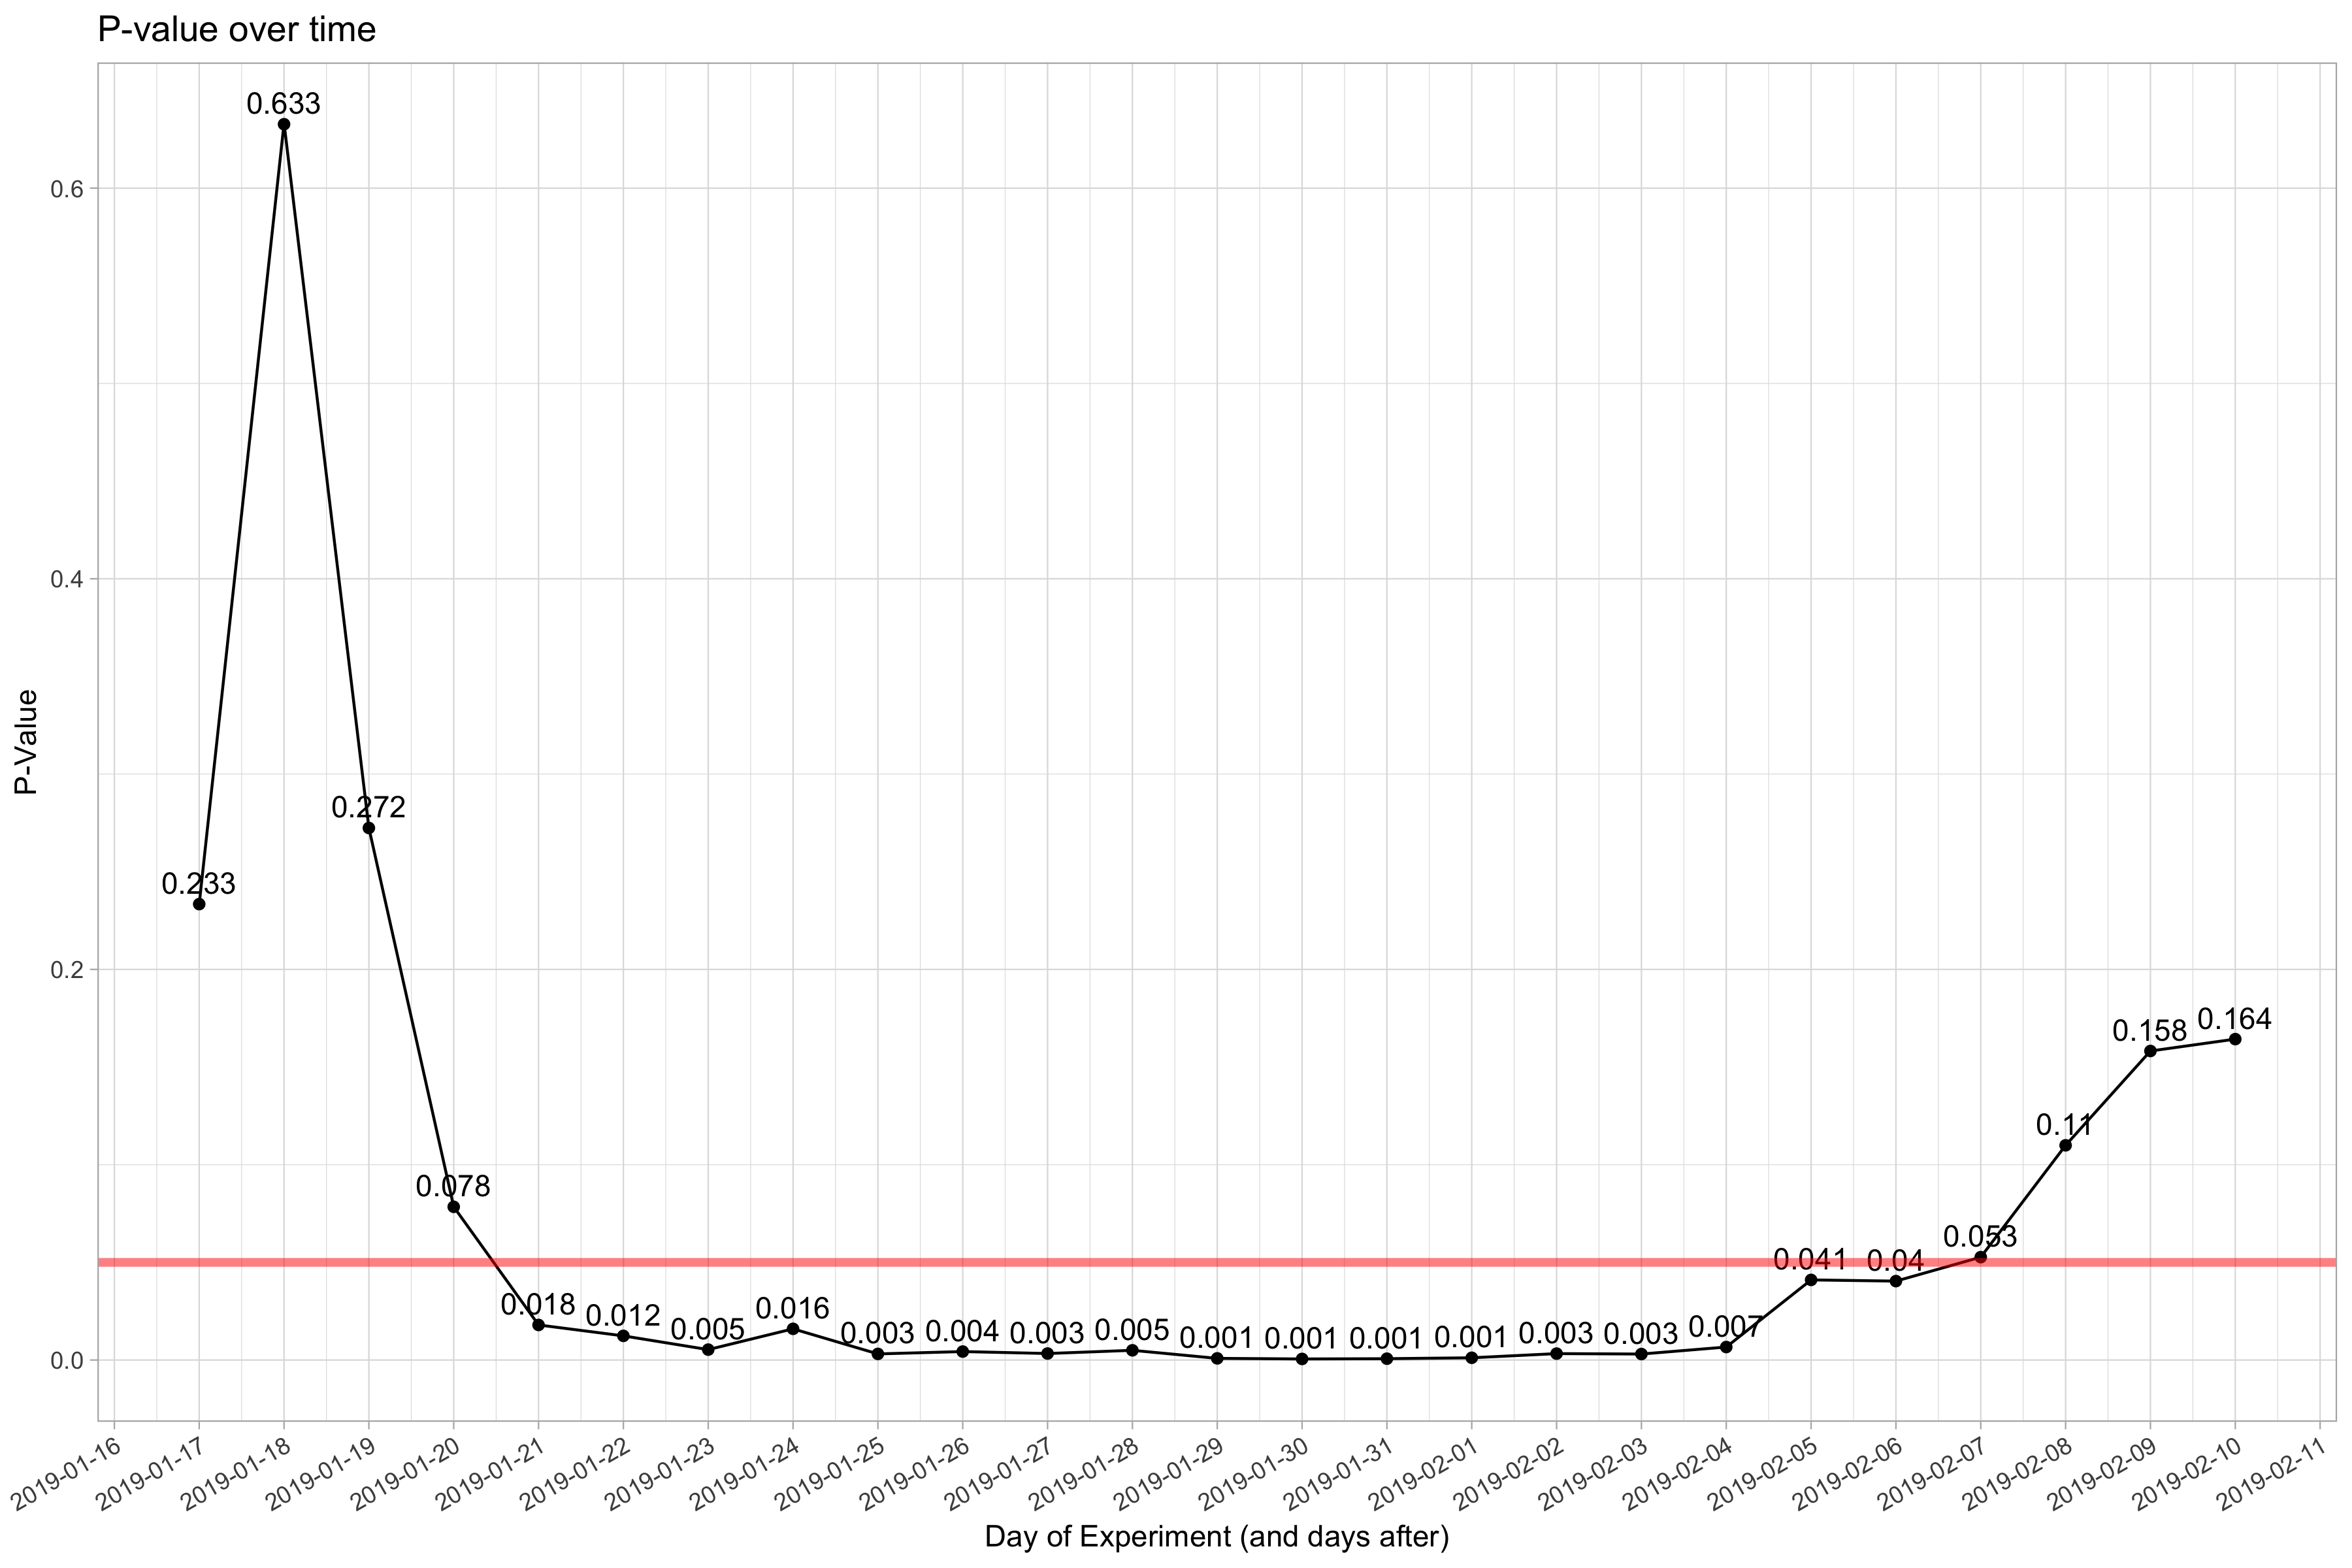 P-value over time
0.633
0.6
0.4
P-Value
0.272
0.233
0.2
0.164
0.158
0.11
0.078
0.053
0.041 0.04
0.018 0.012 0.005 0.016 0.003 0.004 0.003 0.005 0.001 0.001 0.001 0.001 0.003 0.003 0.007
0.0
2019-01-16 2019-01-17 2019-01-18 2019-01-19 2019-01-20 2019-01-21 2019-01-22 2019-01-23 2019-01-24 2019-01-25 2019-01-26 2019-01-27 2019-01-28 2019-01-29 2019-01-30 2019-01-31 2019-02-01 2019-02-02 2019-02-03 2019-02-04 2019-02-05 2019-02-06 2019-02-07 2019-02-08 2019-02-09 2019-02-10 2019-02-11
Day of Experiment (and days after)